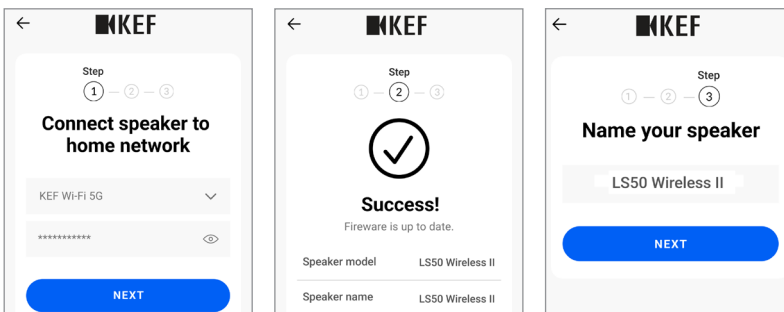 KEF
Step
1 2 3
Connect speaker to
home network
KEF Wi-Fi 5G
***********
NEXT
KEF
Step
1 2 3
Success!
Fireware is up to date.
Speaker model LS50 Wireless II
Speaker name LS50 Wireless II
KEF
Step
1 2 3
Name your speaker
LS50 Wireless II
NEXT